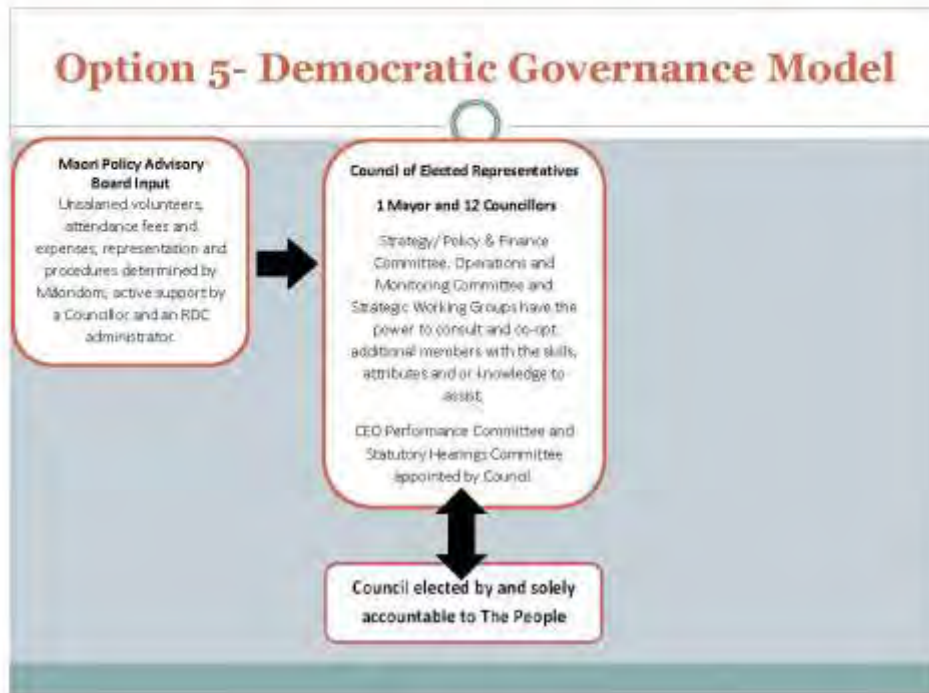 Option 5- Democratic Governance Model
Maori Policy Advisory
Board Input
Unsalaried volunteers,
attendance fees and
expenses, representation and
procedures determined by
Māoridom, active support by
a Councillor and an RDC
administrator.
Council of Elected Representatives
1 Mayor and 12 Councillors
Strategy/ Policy & Finance
Committee, Operations and
Monitoring Committee and
Strategic Working Groups have the
power to consult and co-opt
additional members with the skills,
attributes and or knowledge to
assist.
CEO Performance Committee and
Statutory Hearings Committee
appointed by Council
Council elected by and solely
accountable to The People